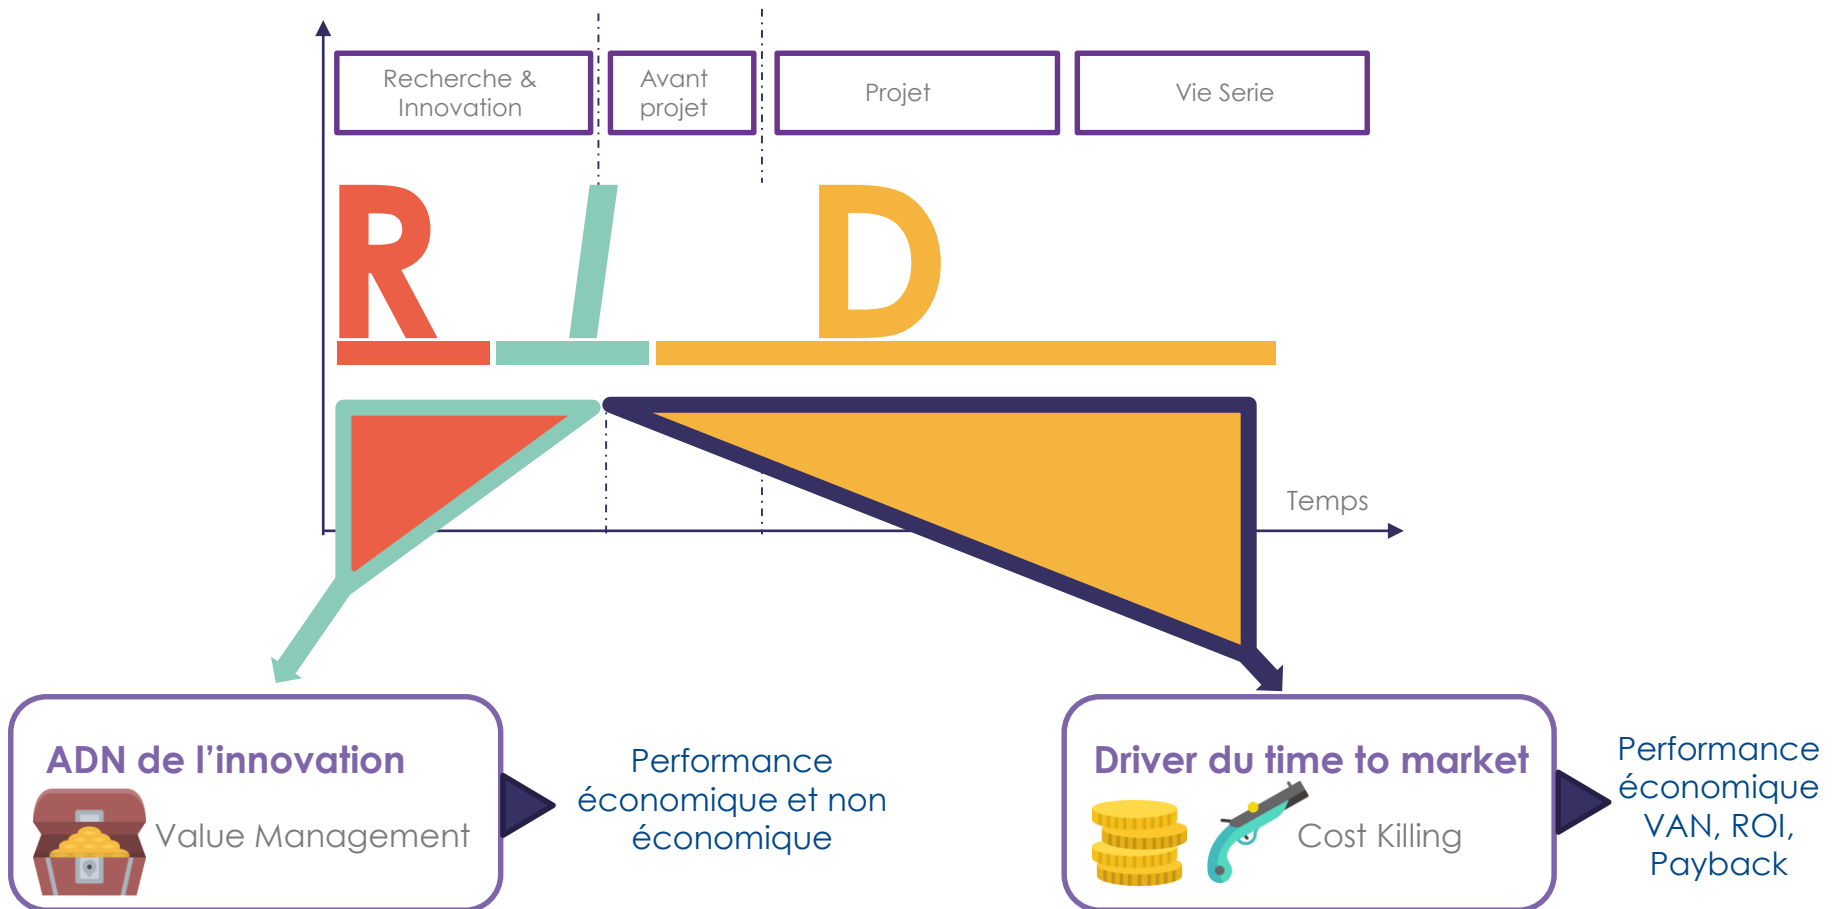 Recherche &
Innovation
Avant
projet
Projet
Vie Serie
R / D
Temps
ADN de l’innovation
Value Management
Performance
économique et non
économique
Driver du time to market
Cost Killing
Performance
économique
VAN, ROI,
Payback